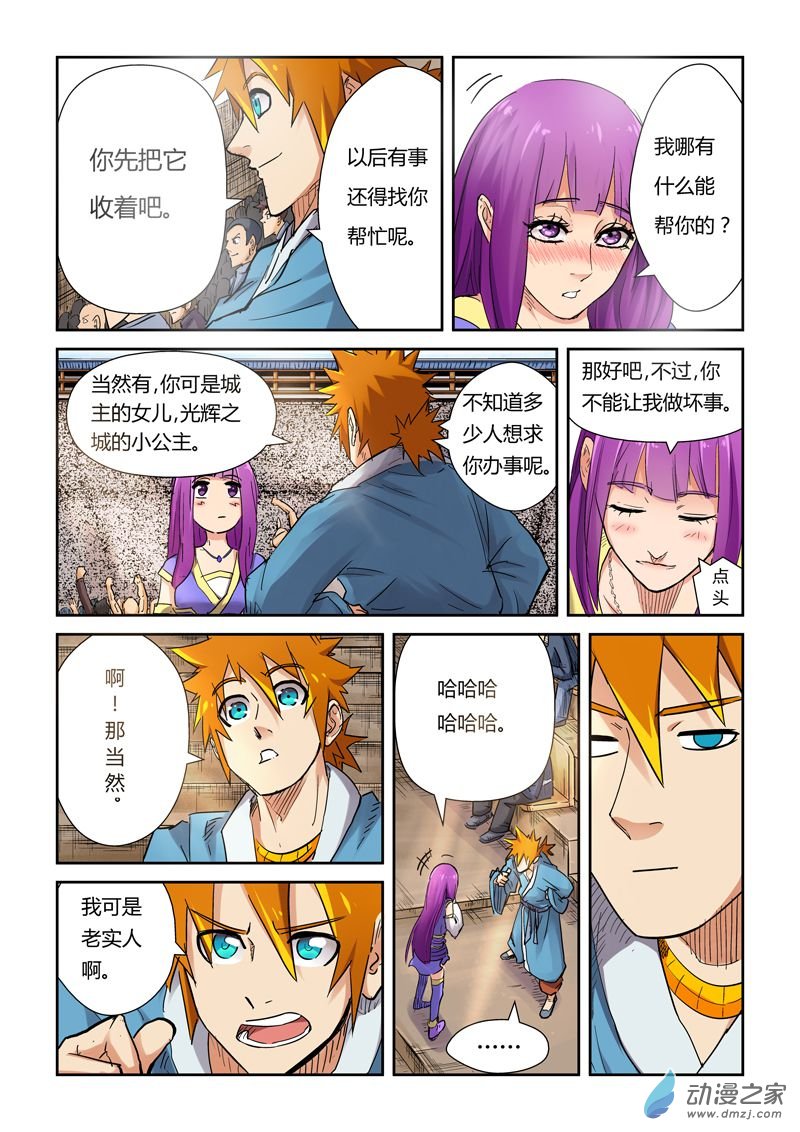 你先把它
收着吧。
以后有事
还得找你
帮忙呢。
我哪有
什么能
帮你的？
当然有，你可是城
主的女儿，光辉之
城的小公主。
不知道多
少人想求
你办事呢。
那好吧，不过，你
不能让我做坏事。
点头
啊！那当然。
哈哈哈
哈哈哈。
……
我可是
老实人
啊。
动漫之家
www.dmzj.com